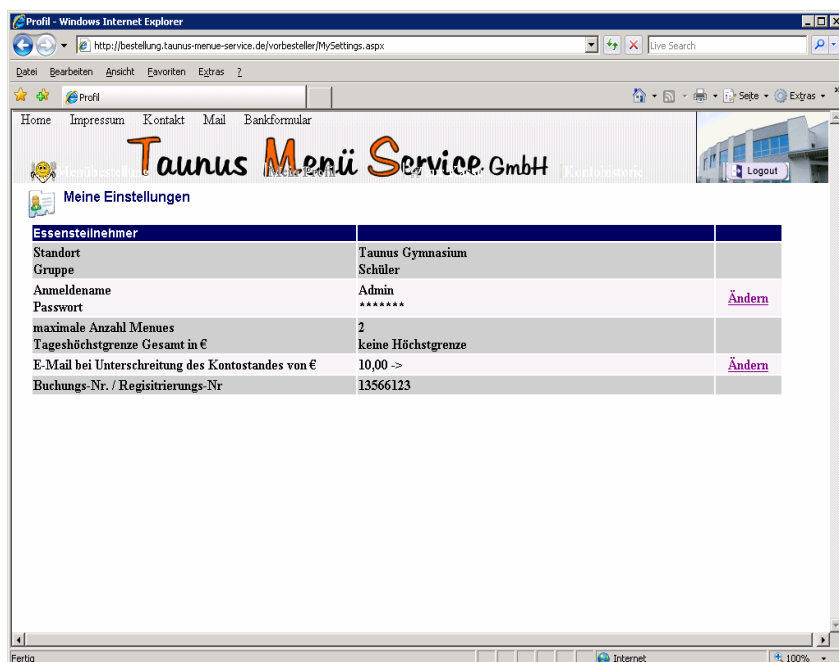 Profil - Windows Internet Explorer
http://bestellung.taunus-menue-service.de/vorbesteller/MySettings.aspx
Live Search
Datei Bearbeiten Ansicht Favoriten Extras ?
Profil
Seite Extras
Home Impressum Kontakt Mail Bankformular
Taunus Menü Service GmbH
Menübestellung Mein Profil Kontohistorie
Logout
Meine Einstellungen
Essensteilnehmer
Standort Taunus Gymnasium
Gruppe Schüler
Anmeldename Admin
Passwort *******
Ändern
maximale Anzahl Menues 2
Tageshöchstgrenze Gesamt in € keine Höchstgrenze
E-Mail bei Unterschreitung des Kontostandes von € 10,00 -> Ändern
Buchungs-Nr. / Regisitrierungs-Nr 13566123
Fertig Internet 100%